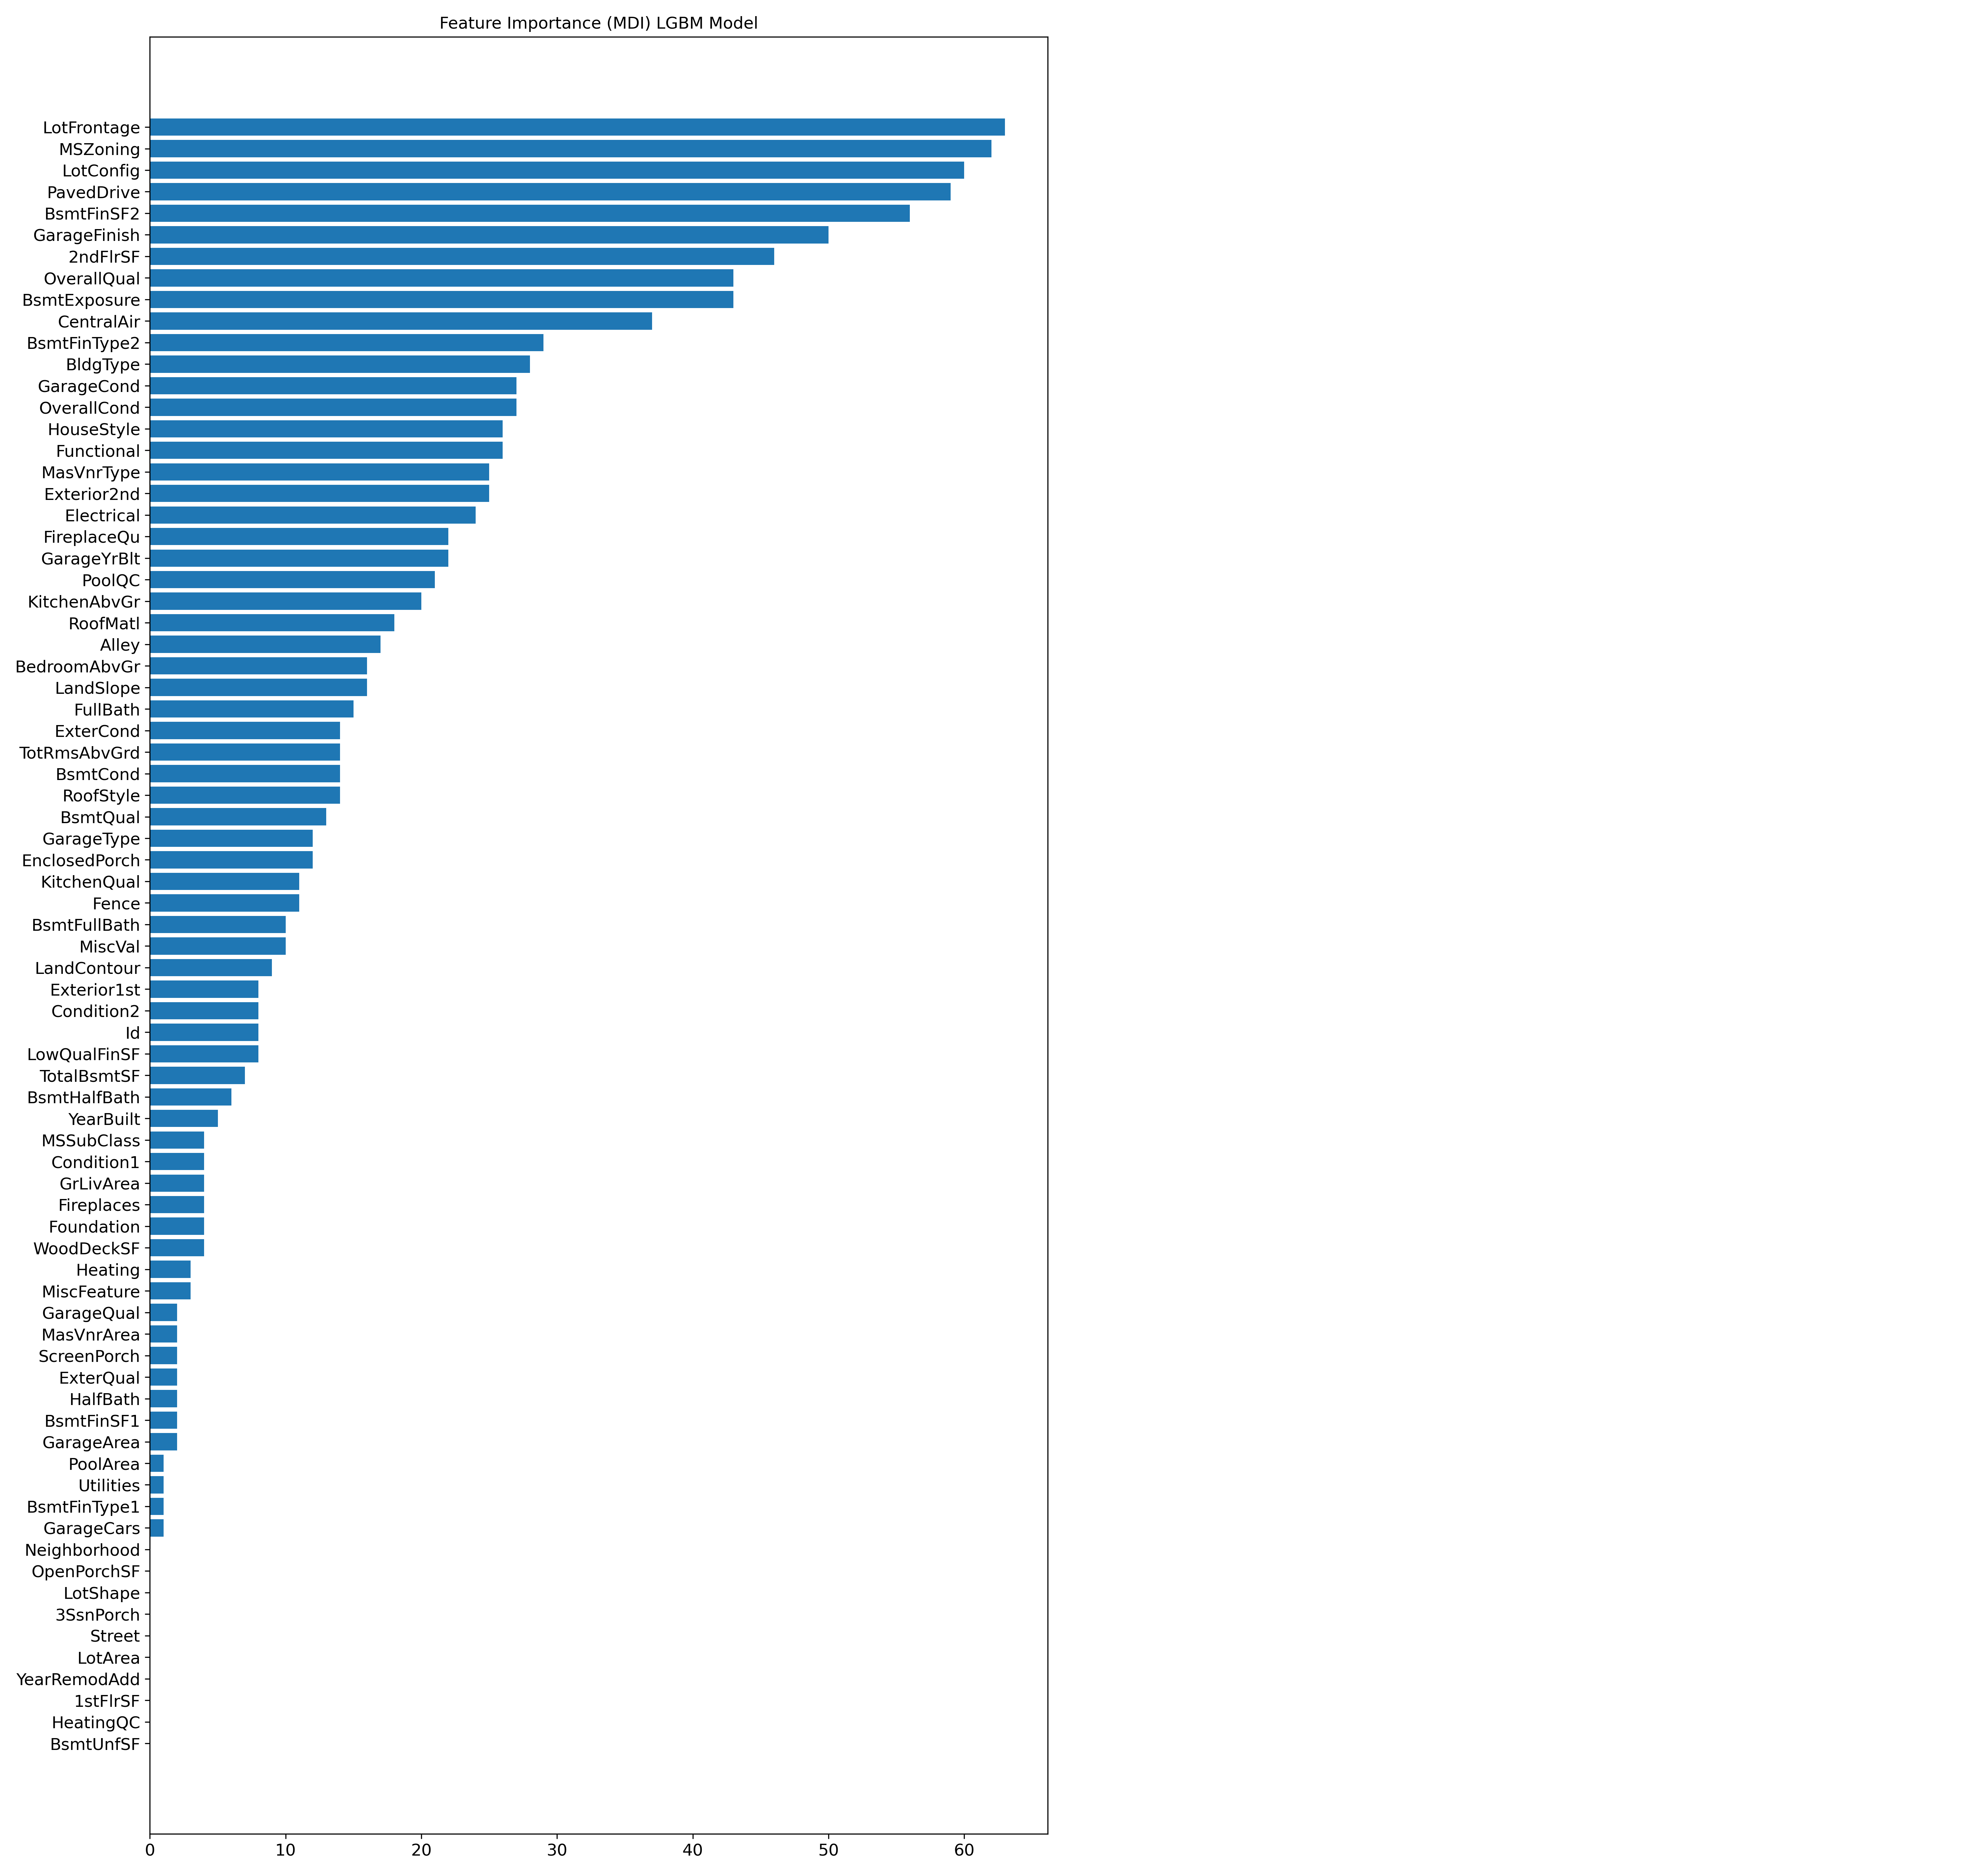 Feature Importance (MDI) LGBM Model
LotFrontage
MSZoning
LotConfig
PavedDrive
BsmtFinSF2
GarageFinish
2ndFlrSF
OverallQual
BsmtExposure
CentralAir
BsmtFinType2
BldgType
GarageCond
OverallCond
HouseStyle
Functional
MasVnrType
Exterior2nd
Electrical
FireplaceQu
GarageYrBlt
PoolQC
KitchenAbvGr
RoofMatl
Alley
BedroomAbvGr
LandSlope
FullBath
ExterCond
TotRmsAbvGrd
BsmtCond
RoofStyle
BsmtQual
GarageType
EnclosedPorch
KitchenQual
Fence
BsmtFullBath
MiscVal
LandContour
Exterior1st
Condition2
Id
LowQualFinSF
TotalBsmtSF
BsmtHalfBath
YearBuilt
MSSubClass
Condition1
GrLivArea
Fireplaces
Foundation
WoodDeckSF
Heating
MiscFeature
GarageQual
MasVnrArea
ScreenPorch
ExterQual
HalfBath
BsmtFinSF1
GarageArea
PoolArea
Utilities
BsmtFinType1
GarageCars
Neighborhood
OpenPorchSF
LotShape
3SsnPorch
Street
LotArea
YearRemodAdd
1stFlrSF
HeatingQC
BsmtUnfSF
0 10 20 30 40 50 60